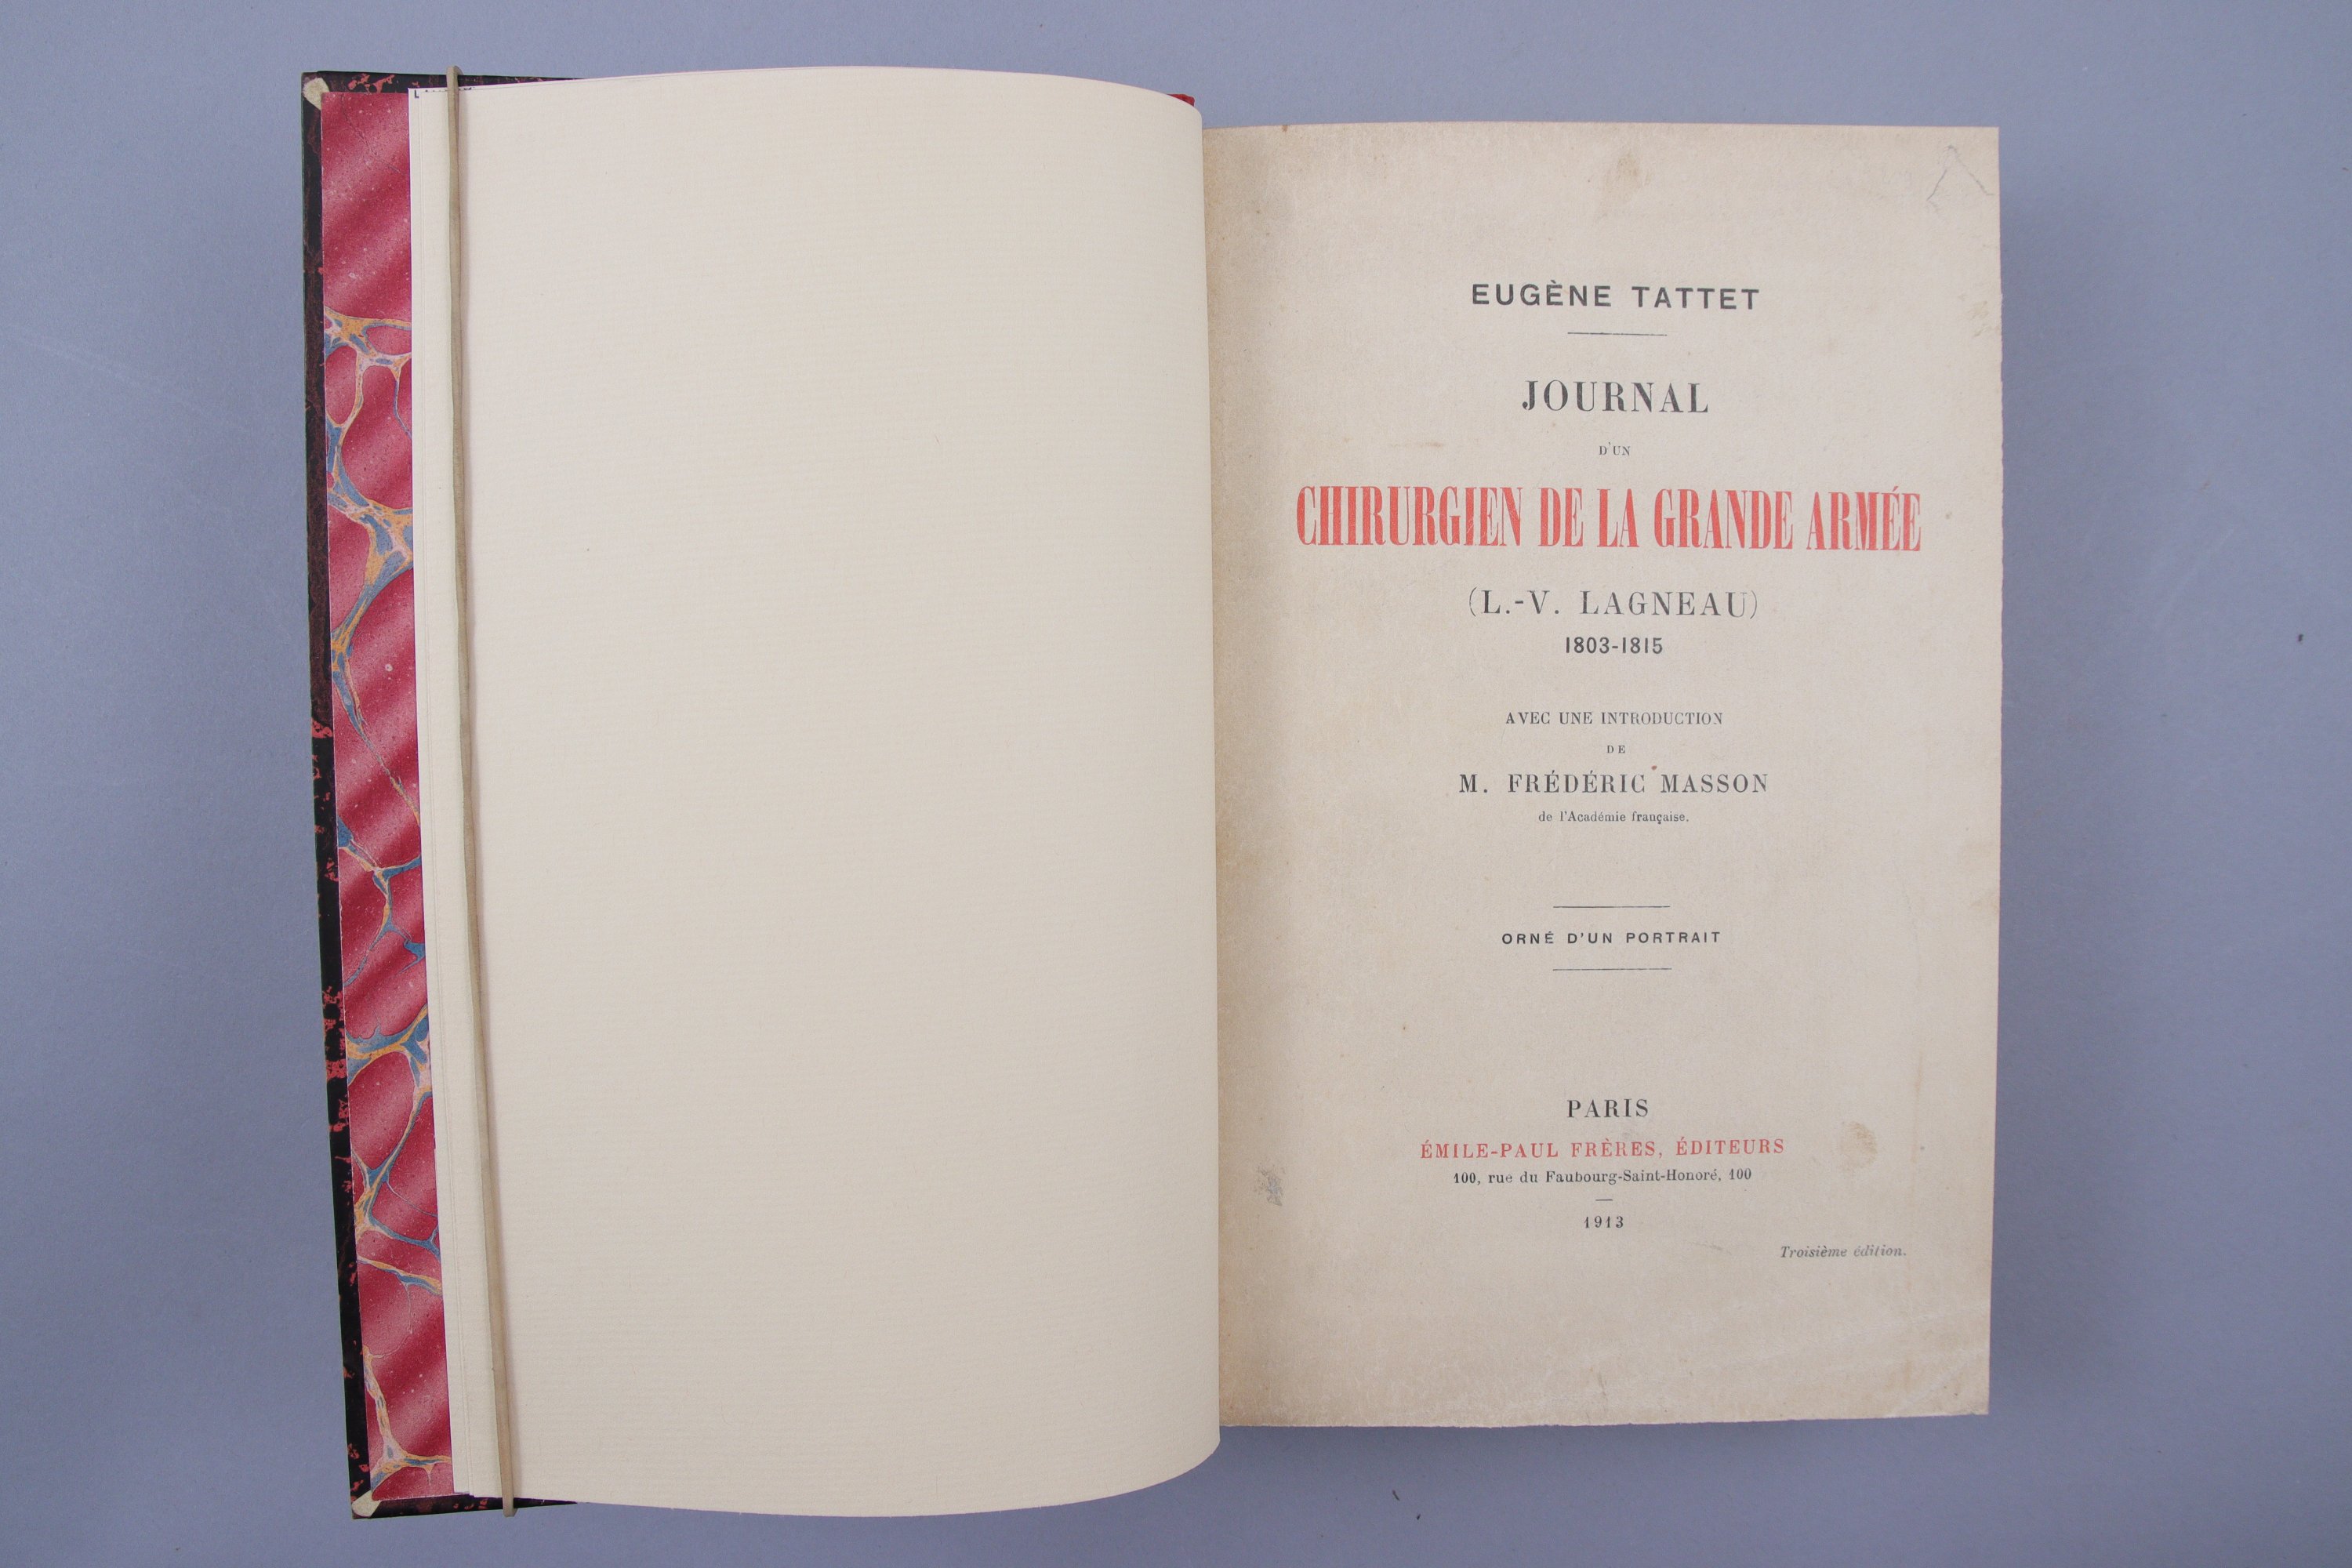 EUGÈNE TATTET
JOURNAL
D'UN
CHIRURGIEN DE LA GRANDE ARMÉE
(L.-V. LAGNEAU)
1803-1815
AVEC UNE INTRODUCTION
DE
M. FRÉDÉRIC MASSON
de l'Académie française.
ORNÉ D'UN PORTRAIT
PARIS
ÉMILE-PAUL FRÈRES, ÉDITEURS
100, rue du Faubourg-Saint-Honoré, 100
1913
Troisième édition.